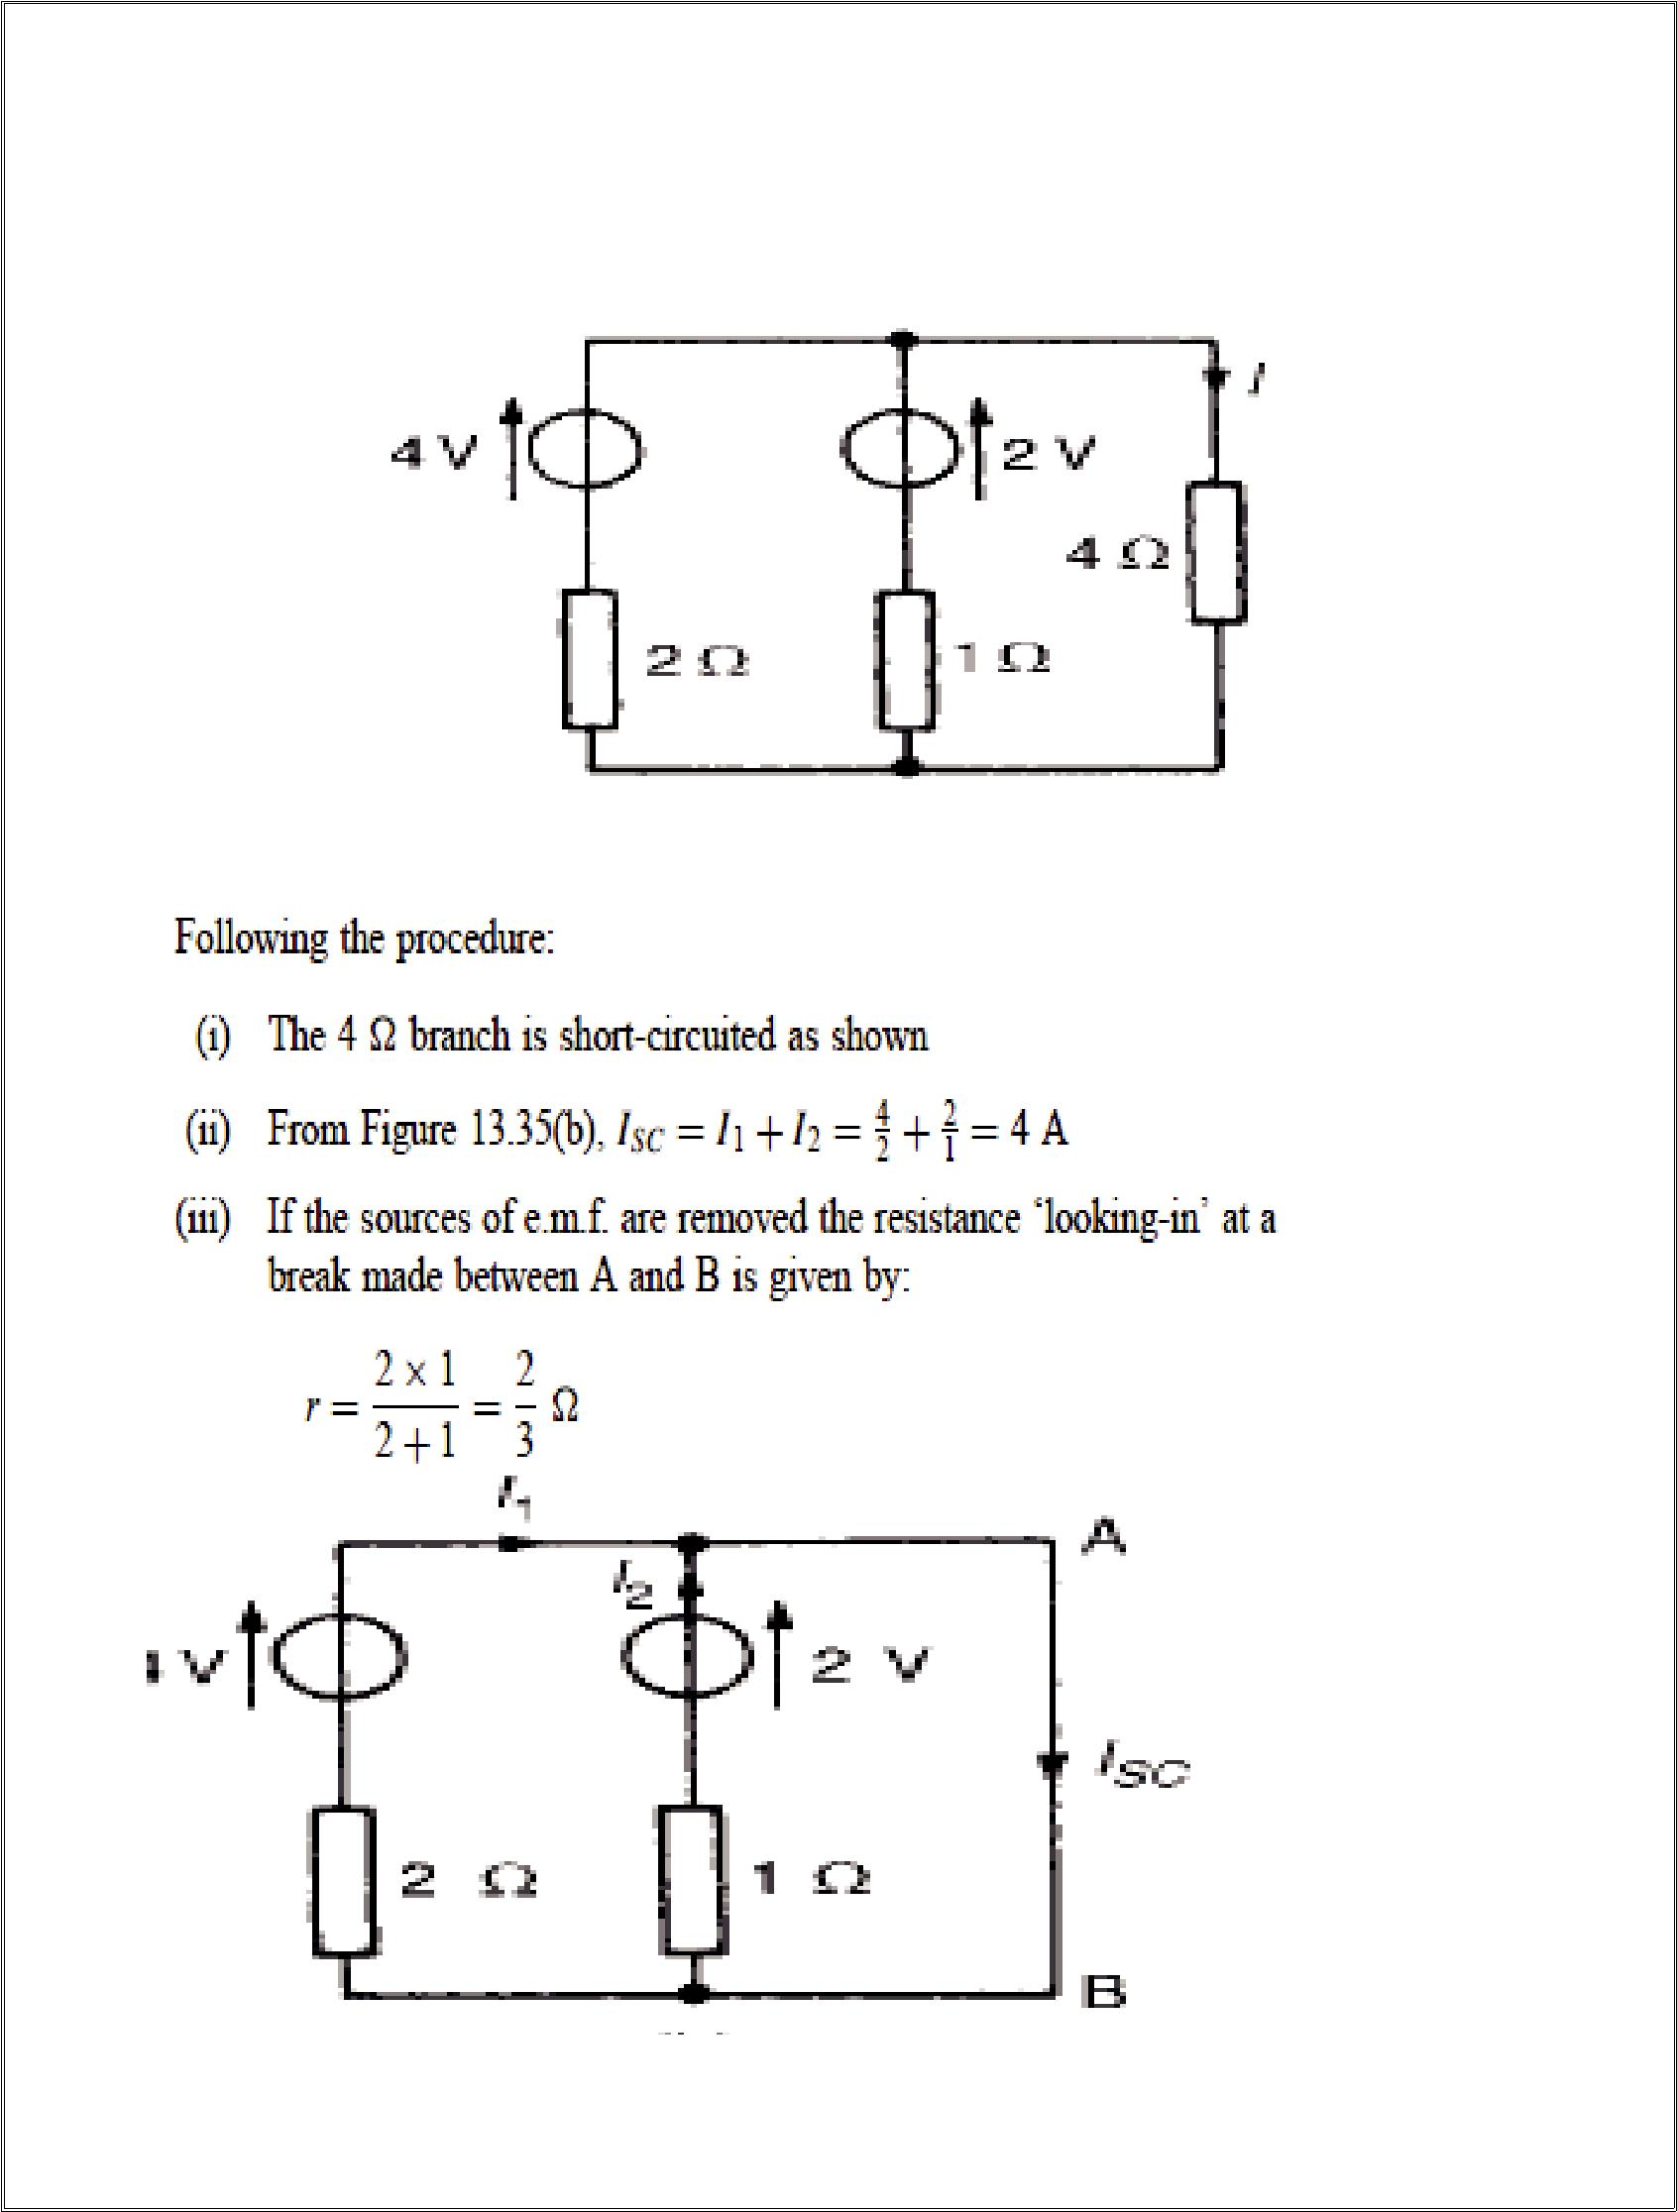 4 V
2 V
I
4 Ω
2 Ω
1 Ω
Following the procedure:
(i) The 4 Ω branch is short-circuited as shown
(ii) From Figure 13.35(b), I_SC = I_1 + I_2 = 4/2 + 2/1 = 4 A
(iii) If the sources of e.m.f. are removed the resistance ‘looking-in’ at a
break made between A and B is given by:
r = 2 × 1 / 2 + 1 = 2/3 Ω
I_1
A
I_2
V
2 V
I_SC
2 Ω
1 Ω
B